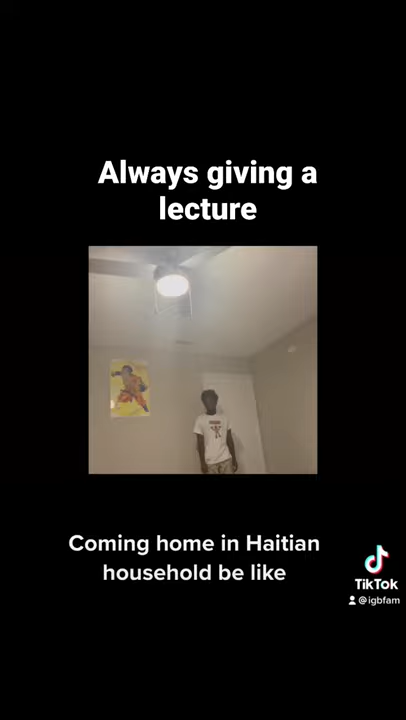 Always giving a
lecture
Coming home in Haitian
household be like
TikTok
@igbfam